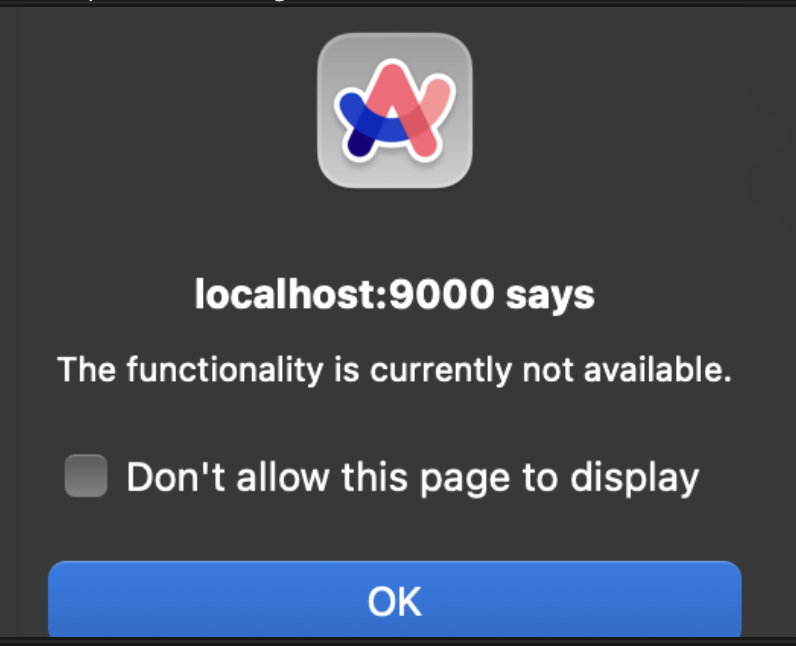 localhost:9000 says
The functionality is currently not available.
Don't allow this page to display
OK